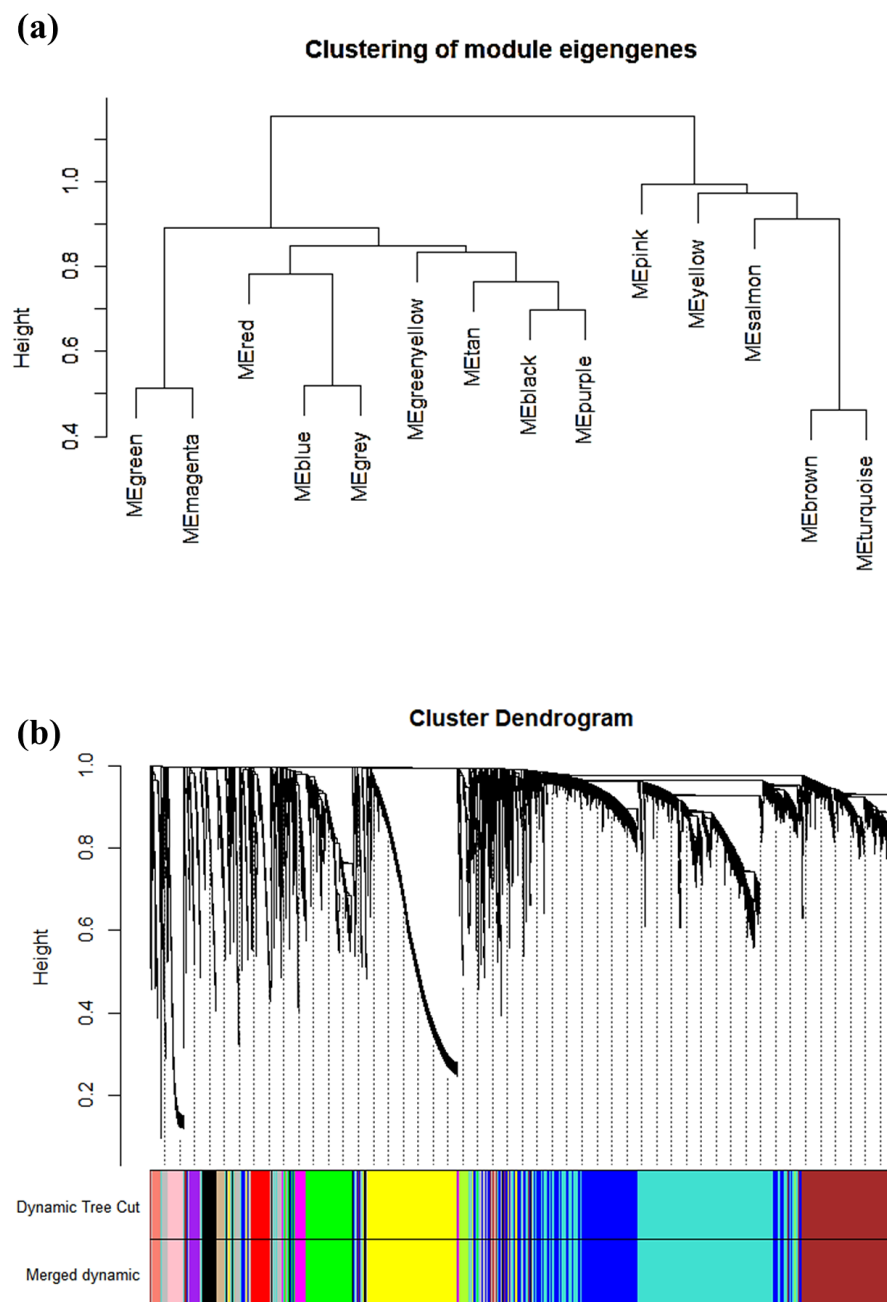 (a)
Clustering of module eigengenes
Height
1.0
0.8
0.6
0.4
MEgreen
MEmagenta
MEred
MEblue
MEgrey
MEgreenyellow
MEtan
MEblack
MEpurple
MEpink
MEyellow
MEsalmon
MEbrown
MEturquoise
(b)
Cluster Dendrogram
Height
1.0
0.8
0.6
0.4
0.2
Dynamic Tree Cut
Merged dynamic